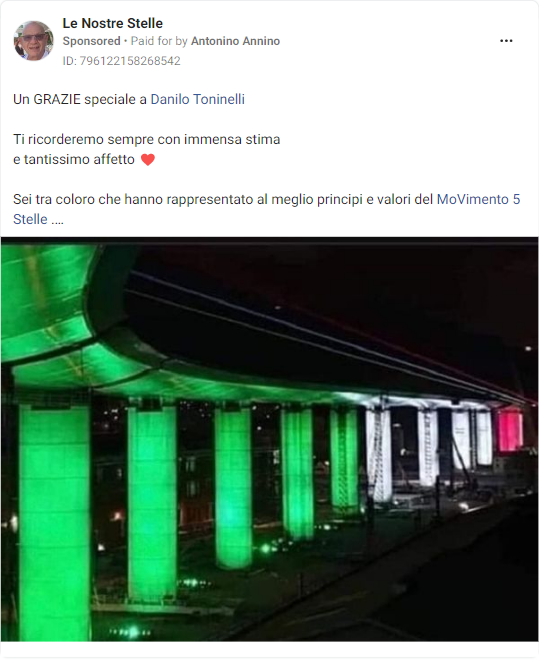 Le Nostre Stelle
Sponsored • Paid for by Antonino Annino
ID: 796122158268542
Un GRAZIE speciale a Danilo Toninelli
Ti ricorderemo sempre con immensa stima
e tantissimo affetto ❤️
Sei tra coloro che hanno rappresentato al meglio principi e valori del MoVimento 5
Stelle ....